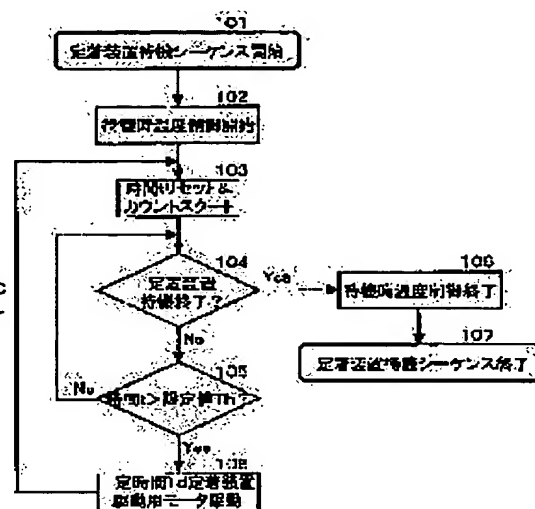 101
定着装置待機シーケンス開始
102
待機時温度制御開始
103
時間tリセット&
カウントスタート
104
定着装置
待機終了?
Yes
106
待機時温度制御終了
107
定着装置待機シーケンス終了
No
105
時間t>設定値Th?
No
Yes
定時間Td定着装置
駆動用モータ駆動